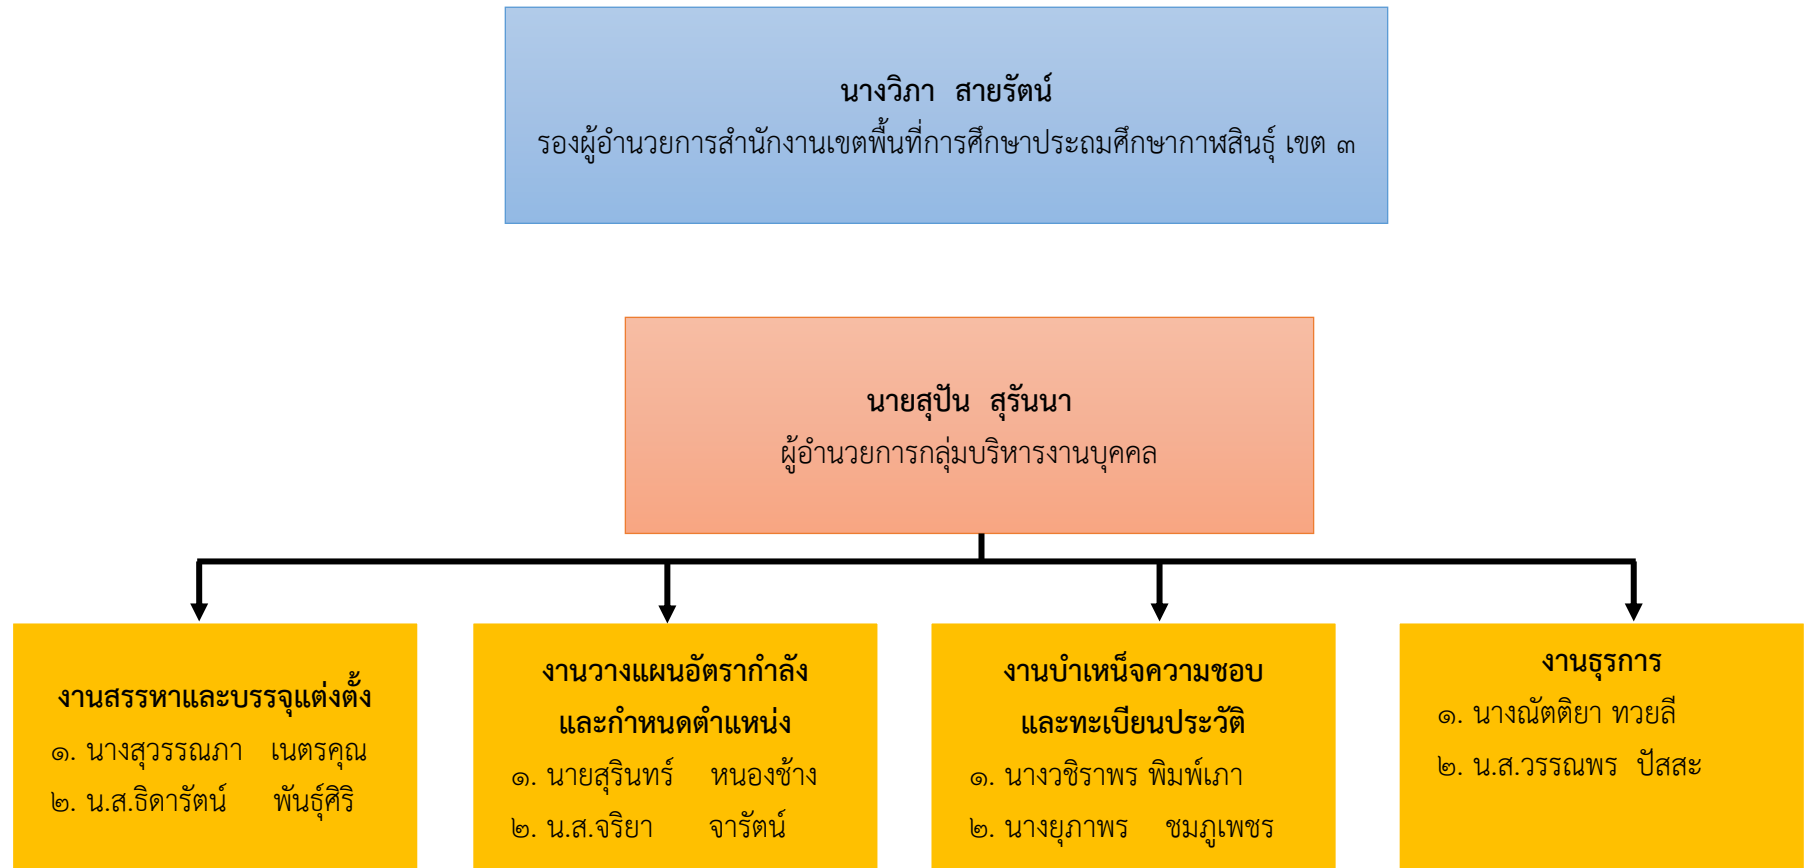 นางวิภา สายรัตน์
รองผู้อำนวยการสำนักงานเขตพื้นที่การศึกษาประถมศึกษากาฬสินธุ์ เขต ๓
นายสุปัน สุรันนา
ผู้อำนวยการกลุ่มบริหารงานบุคคล
งานสรรหาและบรรจุแต่งตั้ง
๑. นางสุวรรณภา เนตรคุณ
๒. น.ส.ธิดารัตน์ พันธุ์ศิริ
งานวางแผนอัตรากำลัง
และกำหนดตำแหน่ง
๑. นายสุรินทร์ หนองช้าง
๒. น.ส.จริยา จารัตน์
งานบำเหน็จความชอบ
และทะเบียนประวัติ
๑. นางวชิราพร พิมพ์เภา
๒. นางยุภาพร ชมภูเพชร
งานธุรการ
๑. นางณัตติยา ทวยลี
๒. น.ส.วรรณพร ปัสสะ